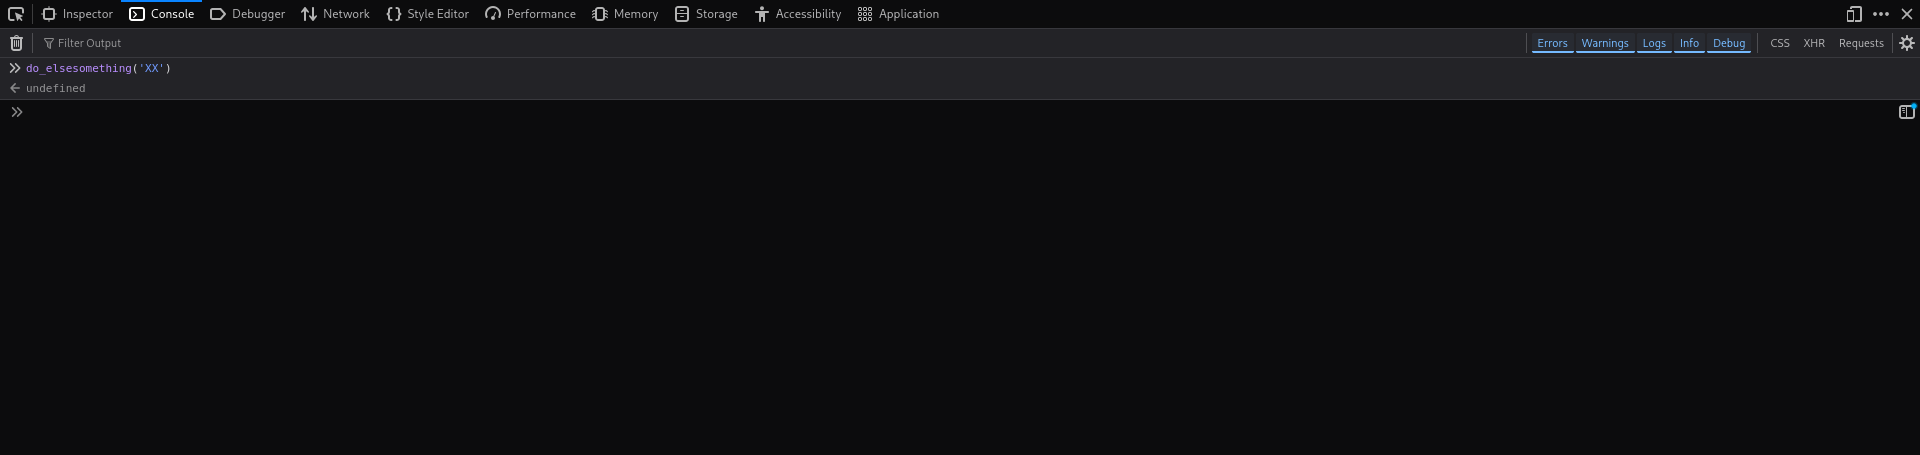 Inspector Console Debugger Network Style Editor Performance Memory Storage Accessibility Application
Filter Output Errors Warnings Logs Info Debug CSS XHR Requests
do_elsesomething('XX')
undefined